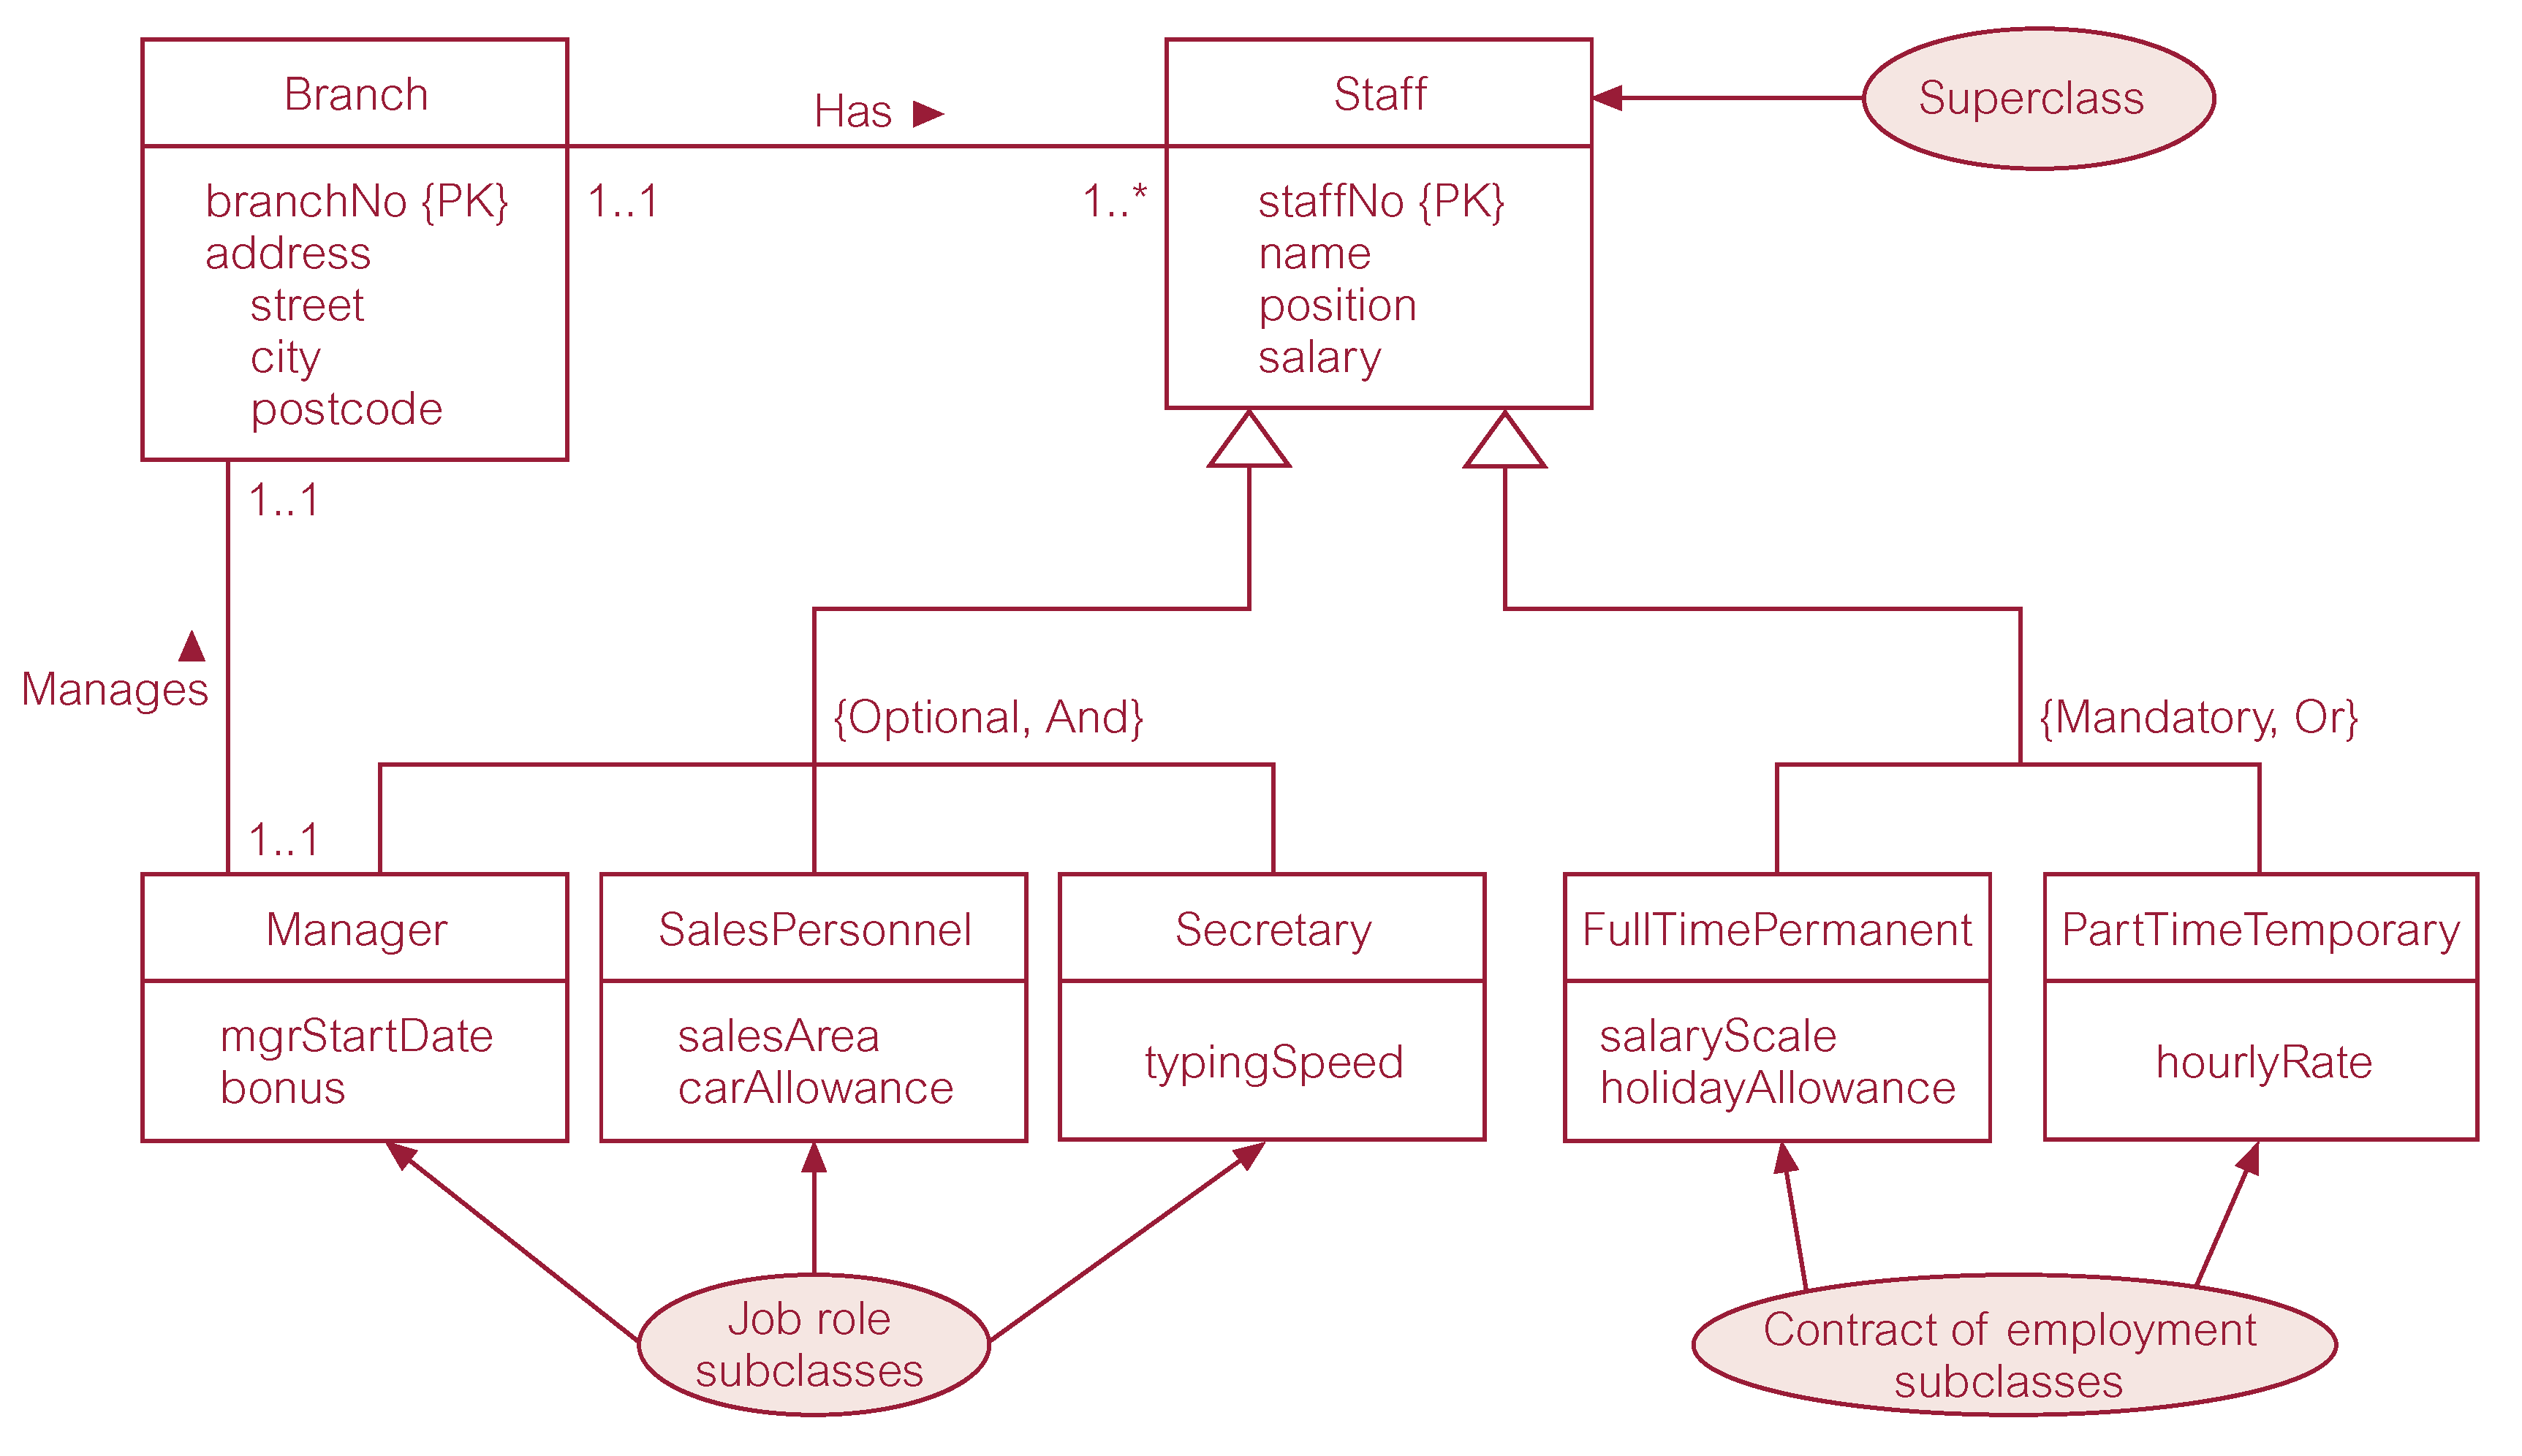 Branch
Has ►
Staff
Superclass
branchNo {PK}
address
street
city
postcode
1..1
1..*
staffNo {PK}
name
position
salary
1..1
▲
Manages
{Optional, And}
{Mandatory, Or}
1..1
Manager
mgrStartDate
bonus
SalesPersonnel
salesArea
carAllowance
Secretary
typingSpeed
FullTimePermanent
salaryScale
holidayAllowance
PartTimeTemporary
hourlyRate
Job role
subclasses
Contract of employment
subclasses